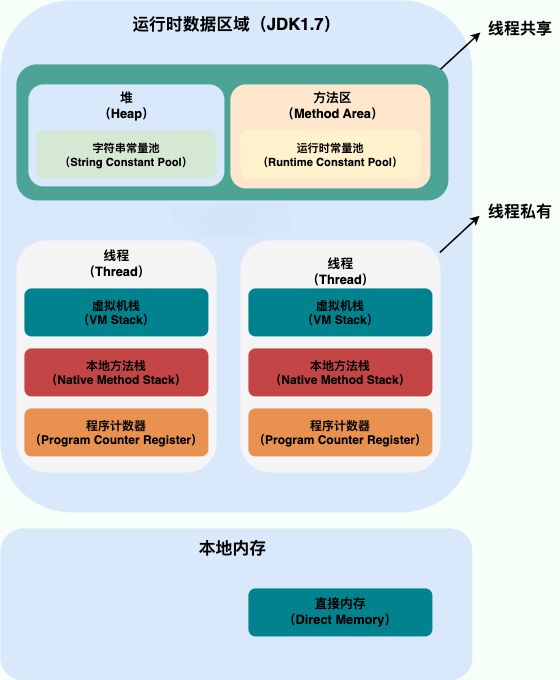 运行时数据区域（JDK1.7）
线程共享
堆
（Heap）
字符串常量池
（String Constant Pool）
方法区
（Method Area）
运行时常量池
（Runtime Constant Pool）
线程私有
线程
（Thread）
虚拟机栈
（VM Stack）
本地方法栈
（Native Method Stack）
程序计数器
（Program Counter Register）
线程
（Thread）
虚拟机栈
（VM Stack）
本地方法栈
（Native Method Stack）
程序计数器
（Program Counter Register）
本地内存
直接内存
（Direct Memory）